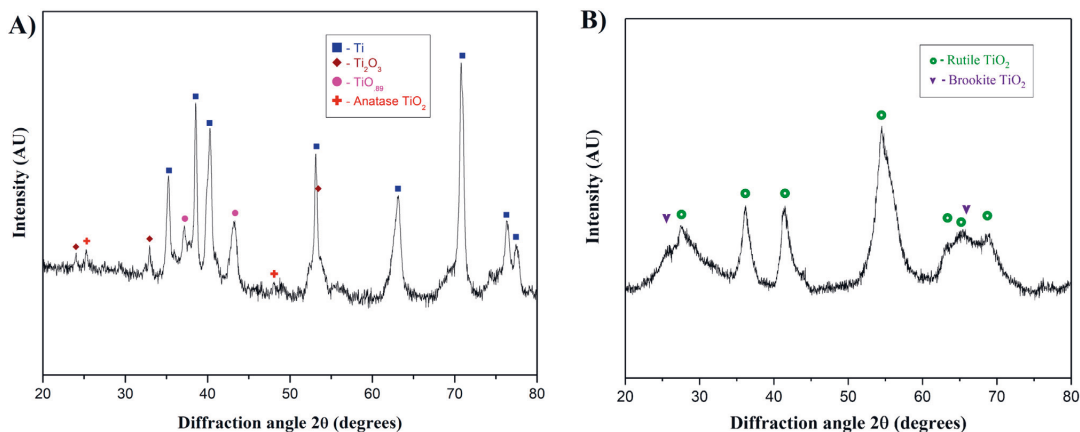 A)
- Ti
- Ti₂O₃
- TiO.₈₉
- Anatase TiO₂
Intensity (AU)
20 30 40 50 60 70 80
Diffraction angle 2θ (degrees)
B)
- Rutile TiO₂
- Brookite TiO₂
Intensity (AU)
20 30 40 50 60 70 80
Diffraction angle 2θ (degrees)